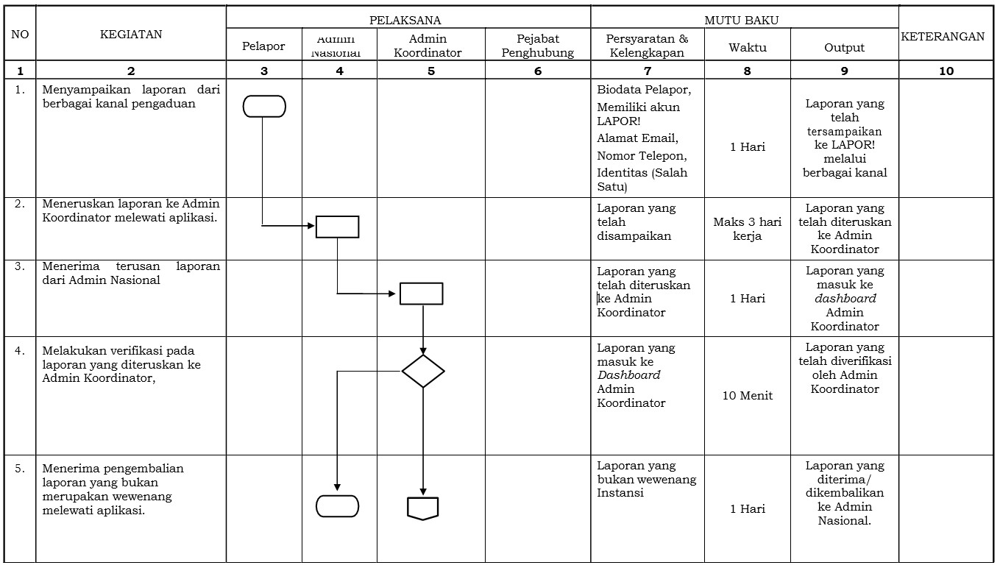 NO
KEGIATAN
PELAKSANA
MUTU BAKU
KETERANGAN
Pelapor
Admin
Nasional
Admin
Koordinator
Pejabat
Penghubung
Persyaratan &
Kelengkapan
Waktu
Output
1 2 3 4 5 6 7 8 9 10
1.
Menyampaikan laporan dari
berbagai kanal pengaduan
Biodata Pelapor,
Memiliki akun
LAPOR!
Alamat Email,
Nomor Telepon,
Identitas (Salah
Satu)
1 Hari
Laporan yang
telah
tersampaikan
ke LAPOR!
melalui
berbagai kanal
2.
Meneruskan laporan ke Admin
Koordinator melewati aplikasi.
Laporan yang
telah
disampaikan
Maks 3 hari
kerja
Laporan yang
telah diteruskan
ke Admin
Koordinator
3.
Menerima terusan laporan
dari Admin Nasional
Laporan yang
telah diteruskan
ke Admin
Koordinator
1 Hari
Laporan yang
masuk ke
dashboard
Admin
Koordinator
4.
Melakukan verifikasi pada
laporan yang diteruskan ke
Admin Koordinator,
Laporan yang
masuk ke
Dashboard
Admin
Koordinator
10 Menit
Laporan yang
telah diverifikasi
oleh Admin
Koordinator
5.
Menerima pengembalian
laporan yang bukan
merupakan wewenang
melewati aplikasi.
Laporan yang
bukan wewenang
Instansi
1 Hari
Laporan yang
diterima/
dikembalikan
ke Admin
Nasional.